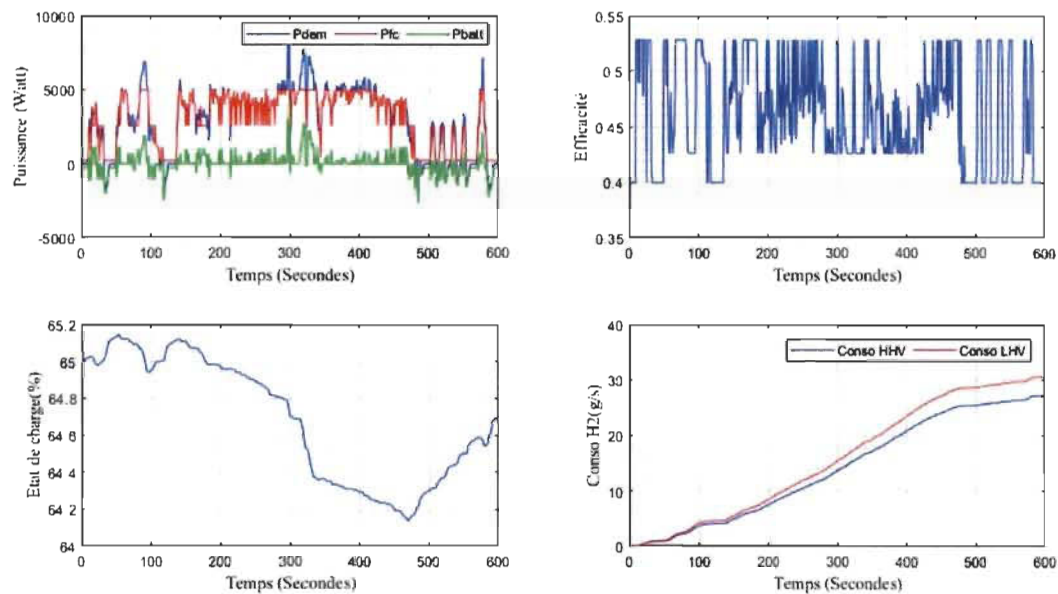 10000
5000
0
-5000
Puissance (Watt)
Pdem Pfc Pbatt
0 100 200 300 400 500 600
Temps (Secondes)
0.55
0.5
0.45
0.4
0.35
Efficacité
0 100 200 300 400 500 600
Temps (Secondes)
65.2
65
64.8
64.6
64.4
64.2
64
Etat de charge(%)
0 100 200 300 400 500 600
Temps (Secondes)
40
30
20
10
0
Conso H2(g/s)
Conso HHV Conso LHV
0 100 200 300 400 500 600
Temps (Secondes)